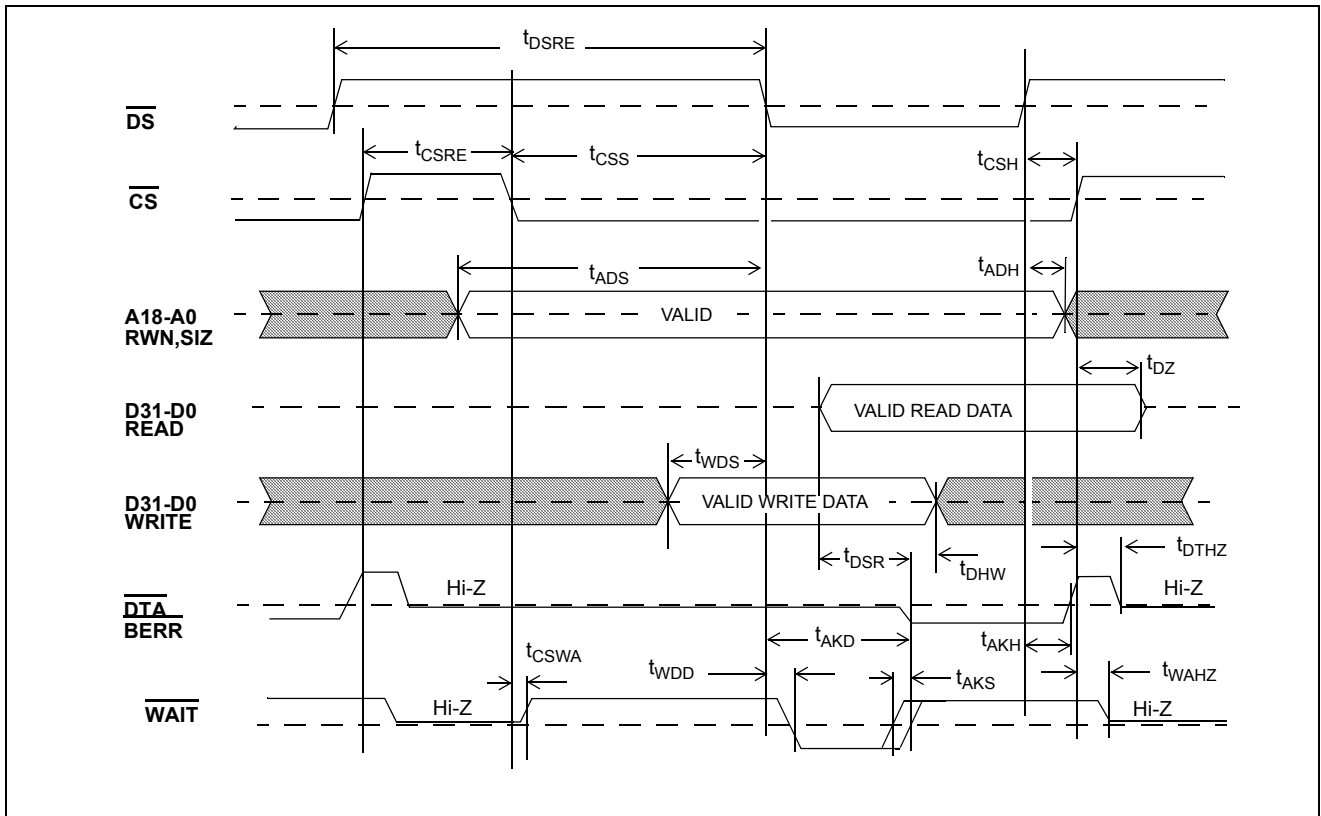 tDSRE
DS
tCSRE
tCSS
tCSH
CS
tADS
tADH
A18-A0
RWN,SIZ
VALID
tDZ
D31-D0
READ
VALID READ DATA
tWDS
D31-D0
WRITE
VALID WRITE DATA
tDSR
tDHW
tDTHZ
DTA
BERR
Hi-Z
Hi-Z
tAKD
tAKH
tCSWA
tWDD
tAKS
tWAHZ
WAIT
Hi-Z
Hi-Z